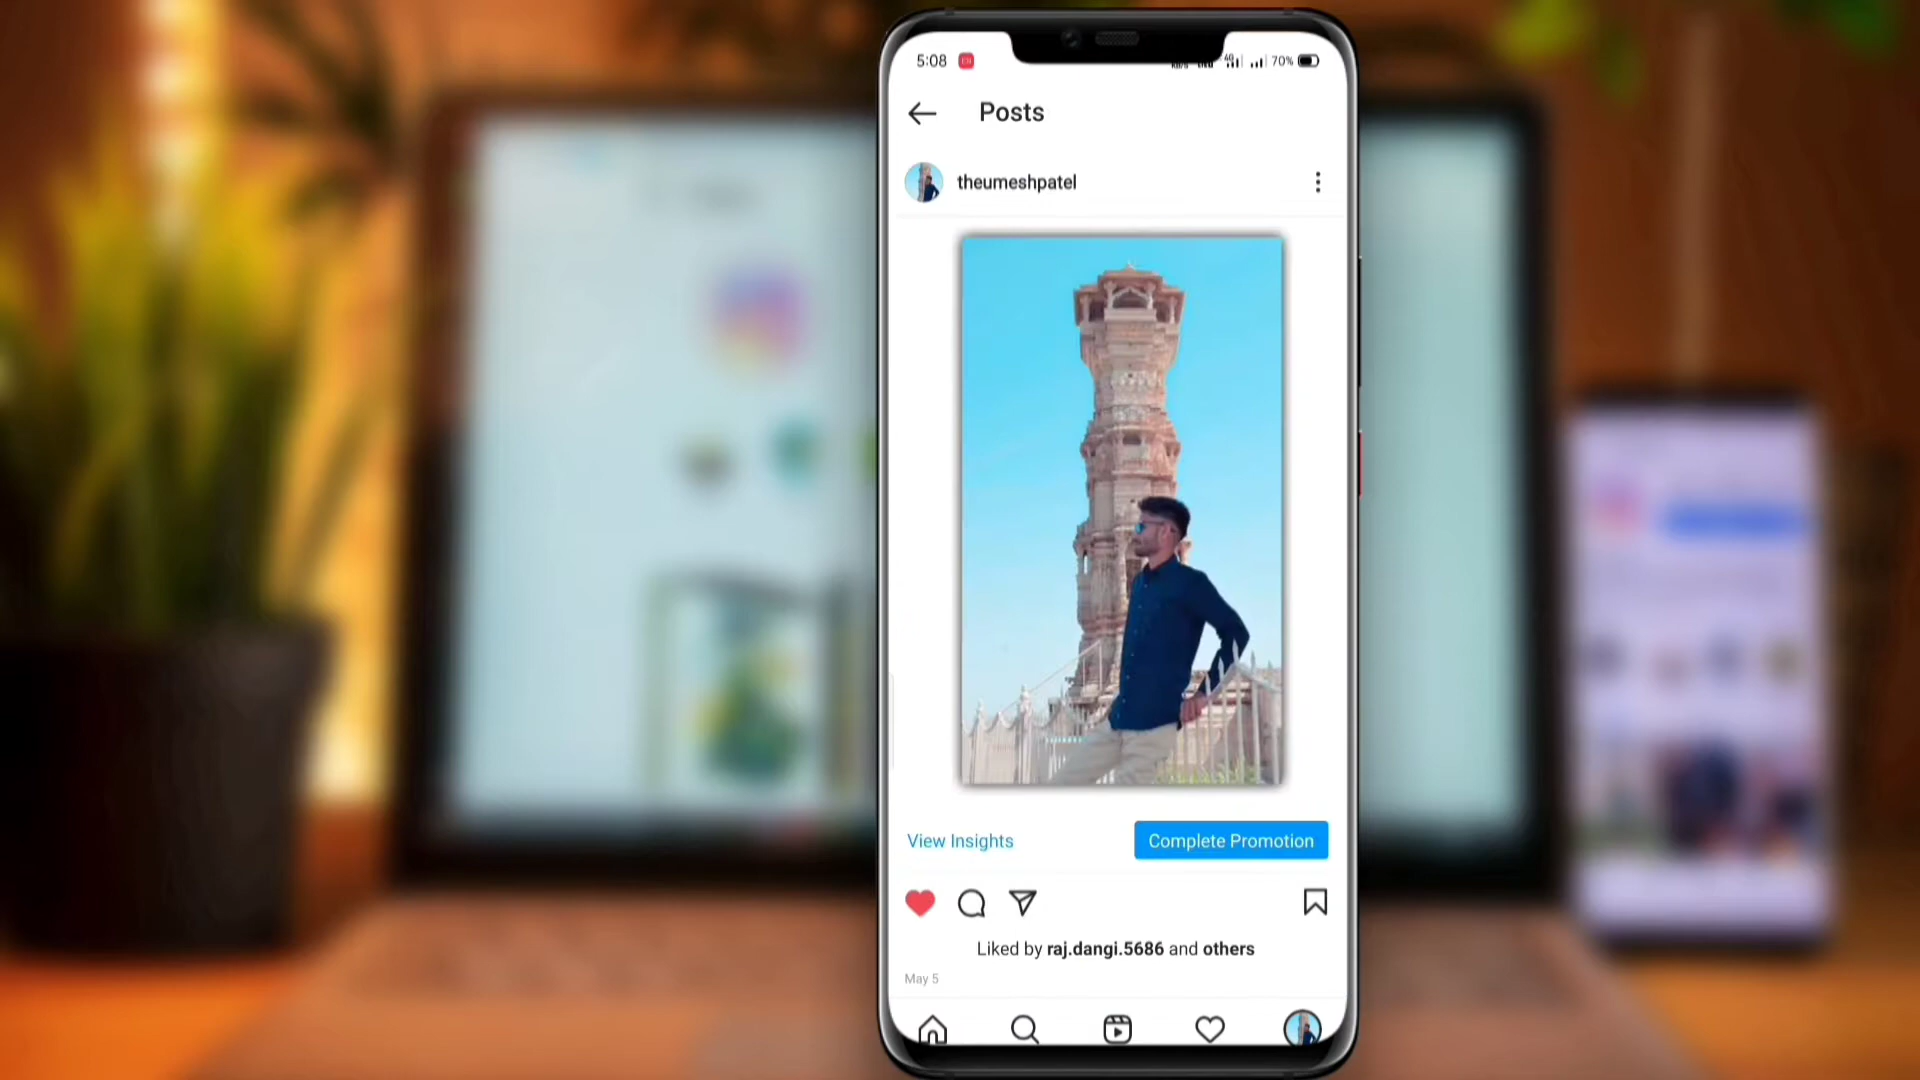 5:08 70%
Posts
theumeshpatel
View Insights Complete Promotion
Liked by raj.dangi.5686 and others
May 5